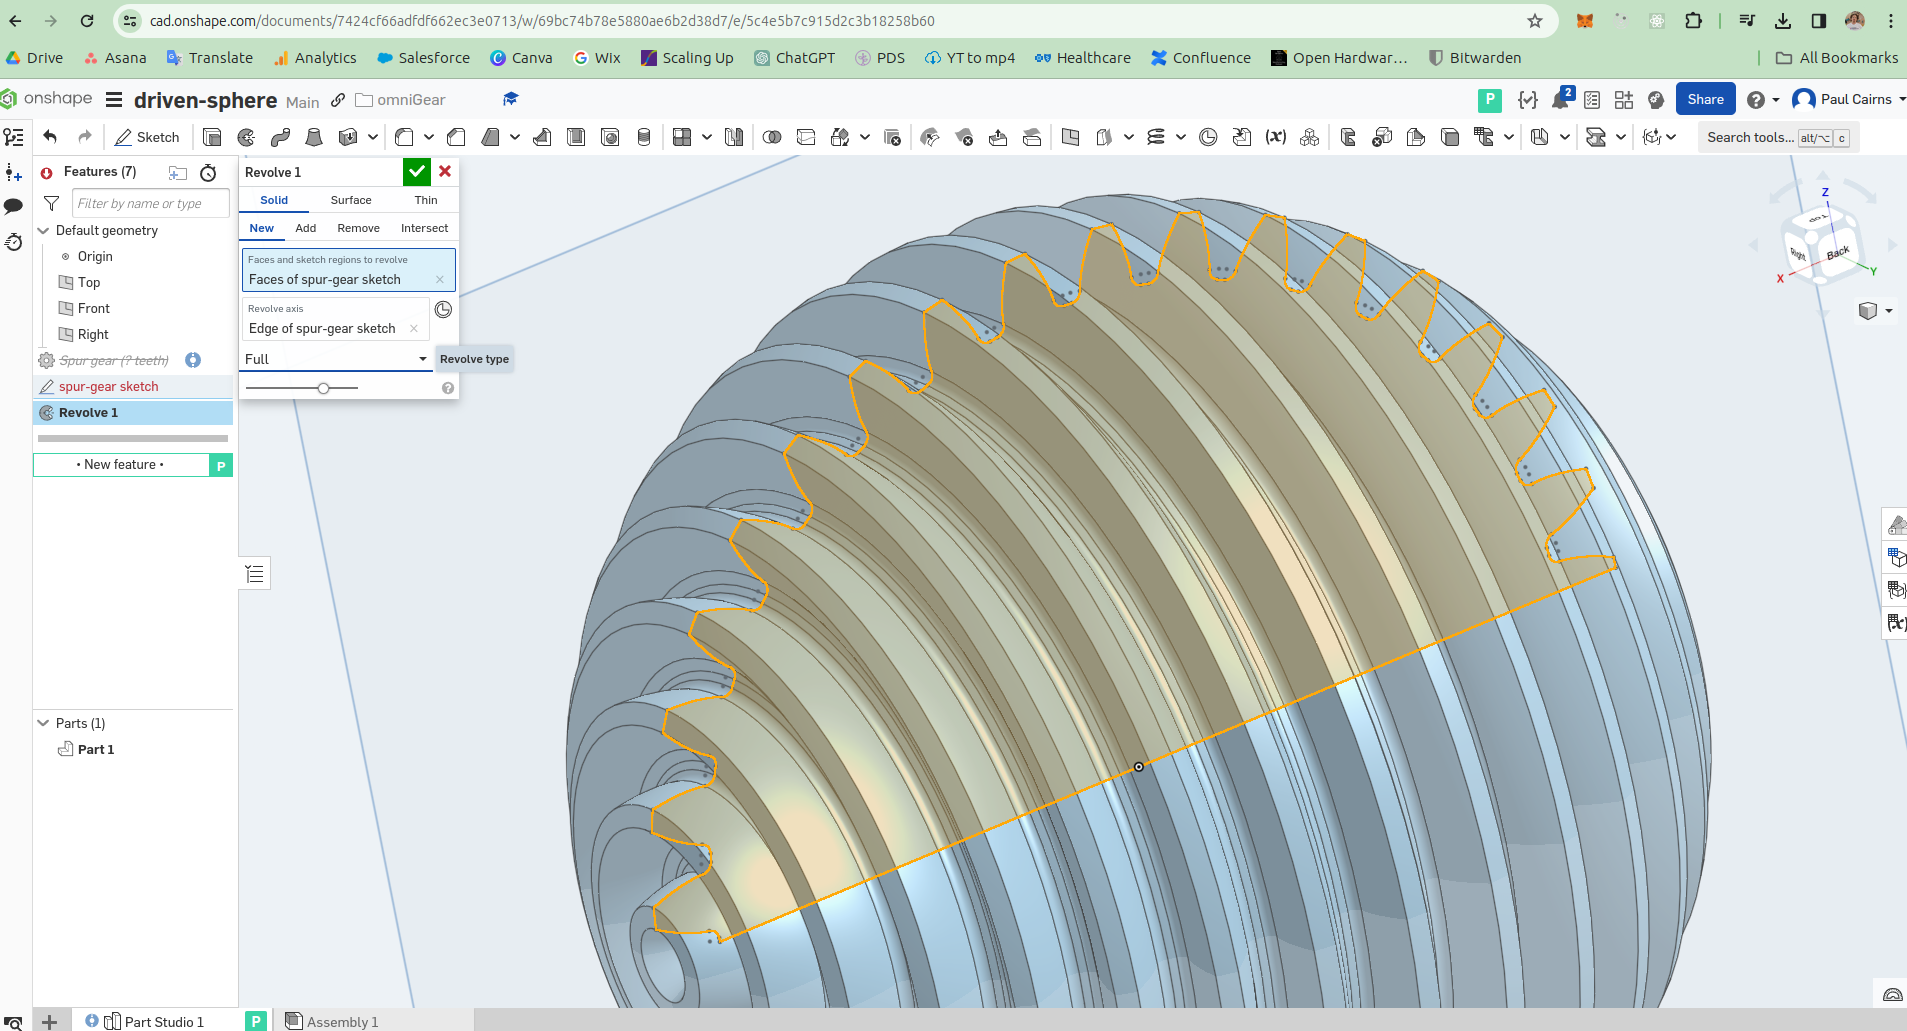 cad.onshape.com/documents/7424cf66adfdf662ec3e0713/w/69bc74b78e5880ae6b2d38d7/e/5c4e5b7c915d2c3b18258b60
Drive Asana Translate Analytics Salesforce Canva Wix Scaling Up ChatGPT PDS YT to mp4 Healthcare Confluence Open Hardwar... Bitwarden All Bookmarks
onshape driven-sphere Main omniGear P 2 Share Paul Cairns
Sketch Search tools... alt/⌥ c
Features (7)
Filter by name or type
Default geometry
Origin
Top
Front
Right
Spur gear (? teeth)
spur-gear sketch
Revolve 1
• New feature • P
Parts (1)
Part 1
Revolve 1
Solid Surface Thin
New Add Remove Intersect
Faces and sketch regions to revolve
Faces of spur-gear sketch
Revolve axis
Edge of spur-gear sketch
Full Revolve type
Z
Top
Right Back
X Y
Part Studio 1 P Assembly 1